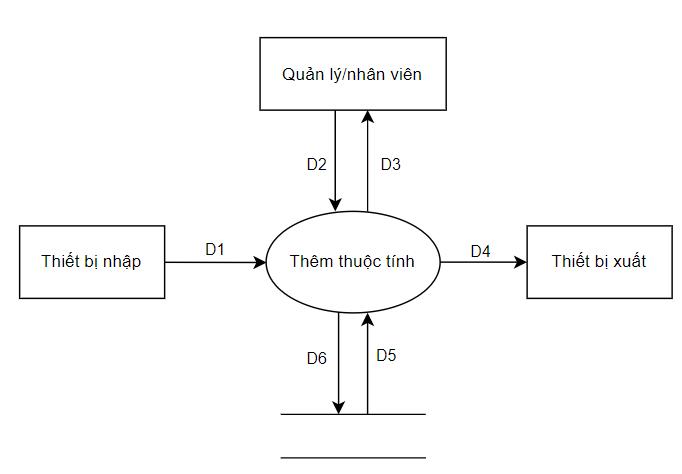 Quản lý/nhân viên
D2
D3
Thiết bị nhập
D1
Thêm thuộc tính
D4
Thiết bị xuất
D6
D5